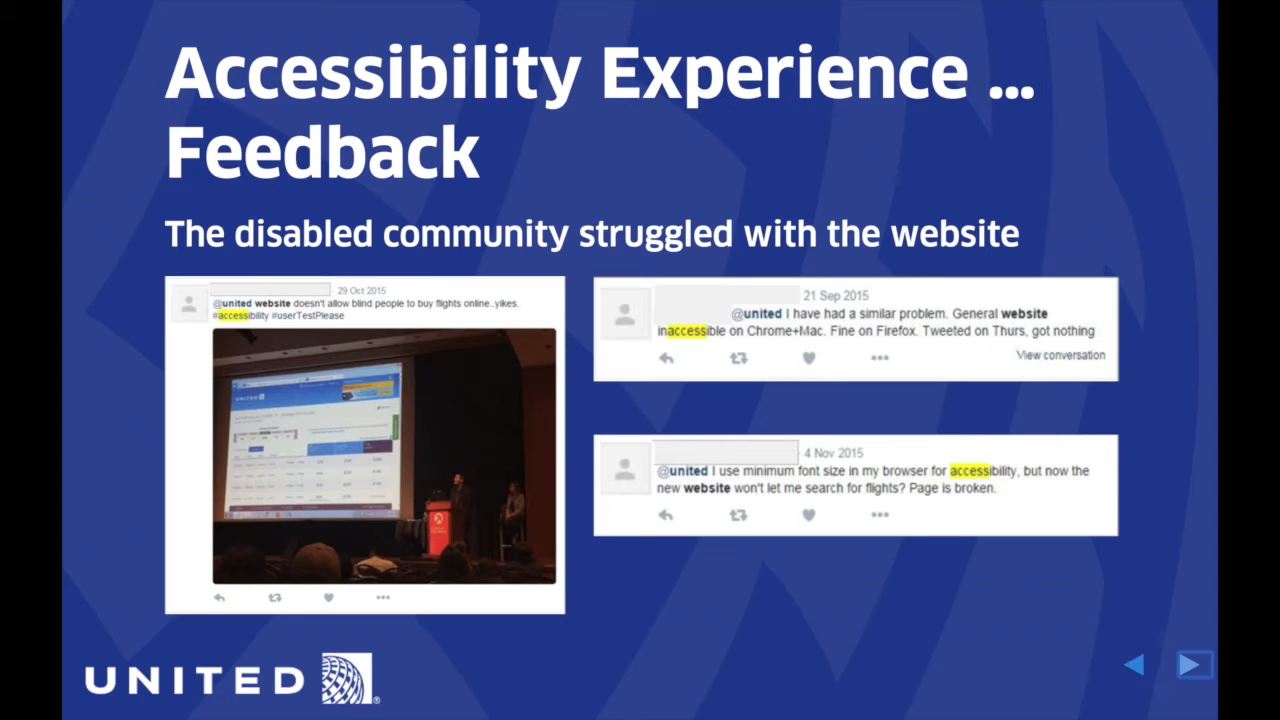 Accessibility Experience ...
Feedback
The disabled community struggled with the website
29 Oct 2015
@united website doesn't allow blind people to buy flights online..yikes.
#accessibility #userTestPlease
UNITED
21 Sep 2015
@united I have had a similar problem. General website
inaccessible on Chrome+Mac. Fine on Firefox. Tweeted on Thurs, got nothing
View conversation
4 Nov 2015
@united I use minimum font size in my browser for accessibility, but now the
new website won't let me search for flights? Page is broken.
UNITED